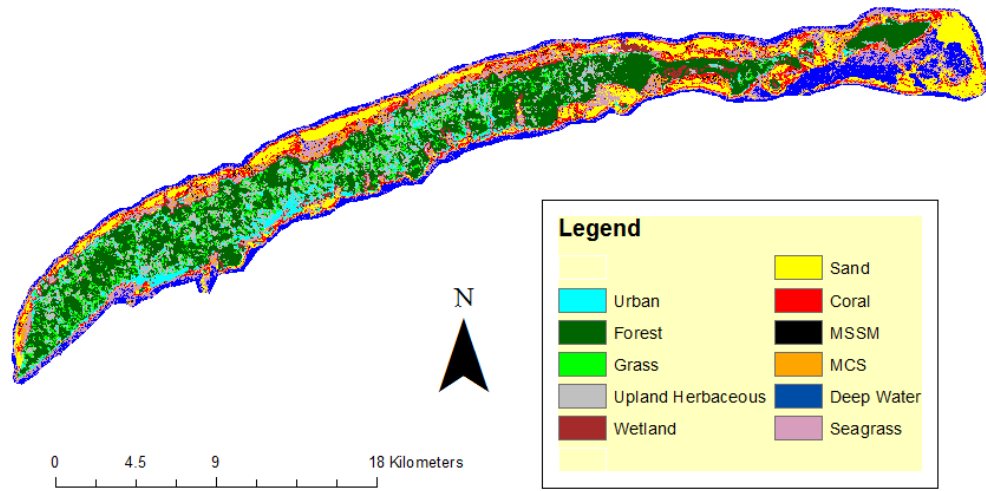 Legend
Sand
Urban
Coral
Forest
MSSM
Grass
MCS
Upland Herbaceous
Deep Water
Wetland
Seagrass
N
0 4.5 9 18 Kilometers